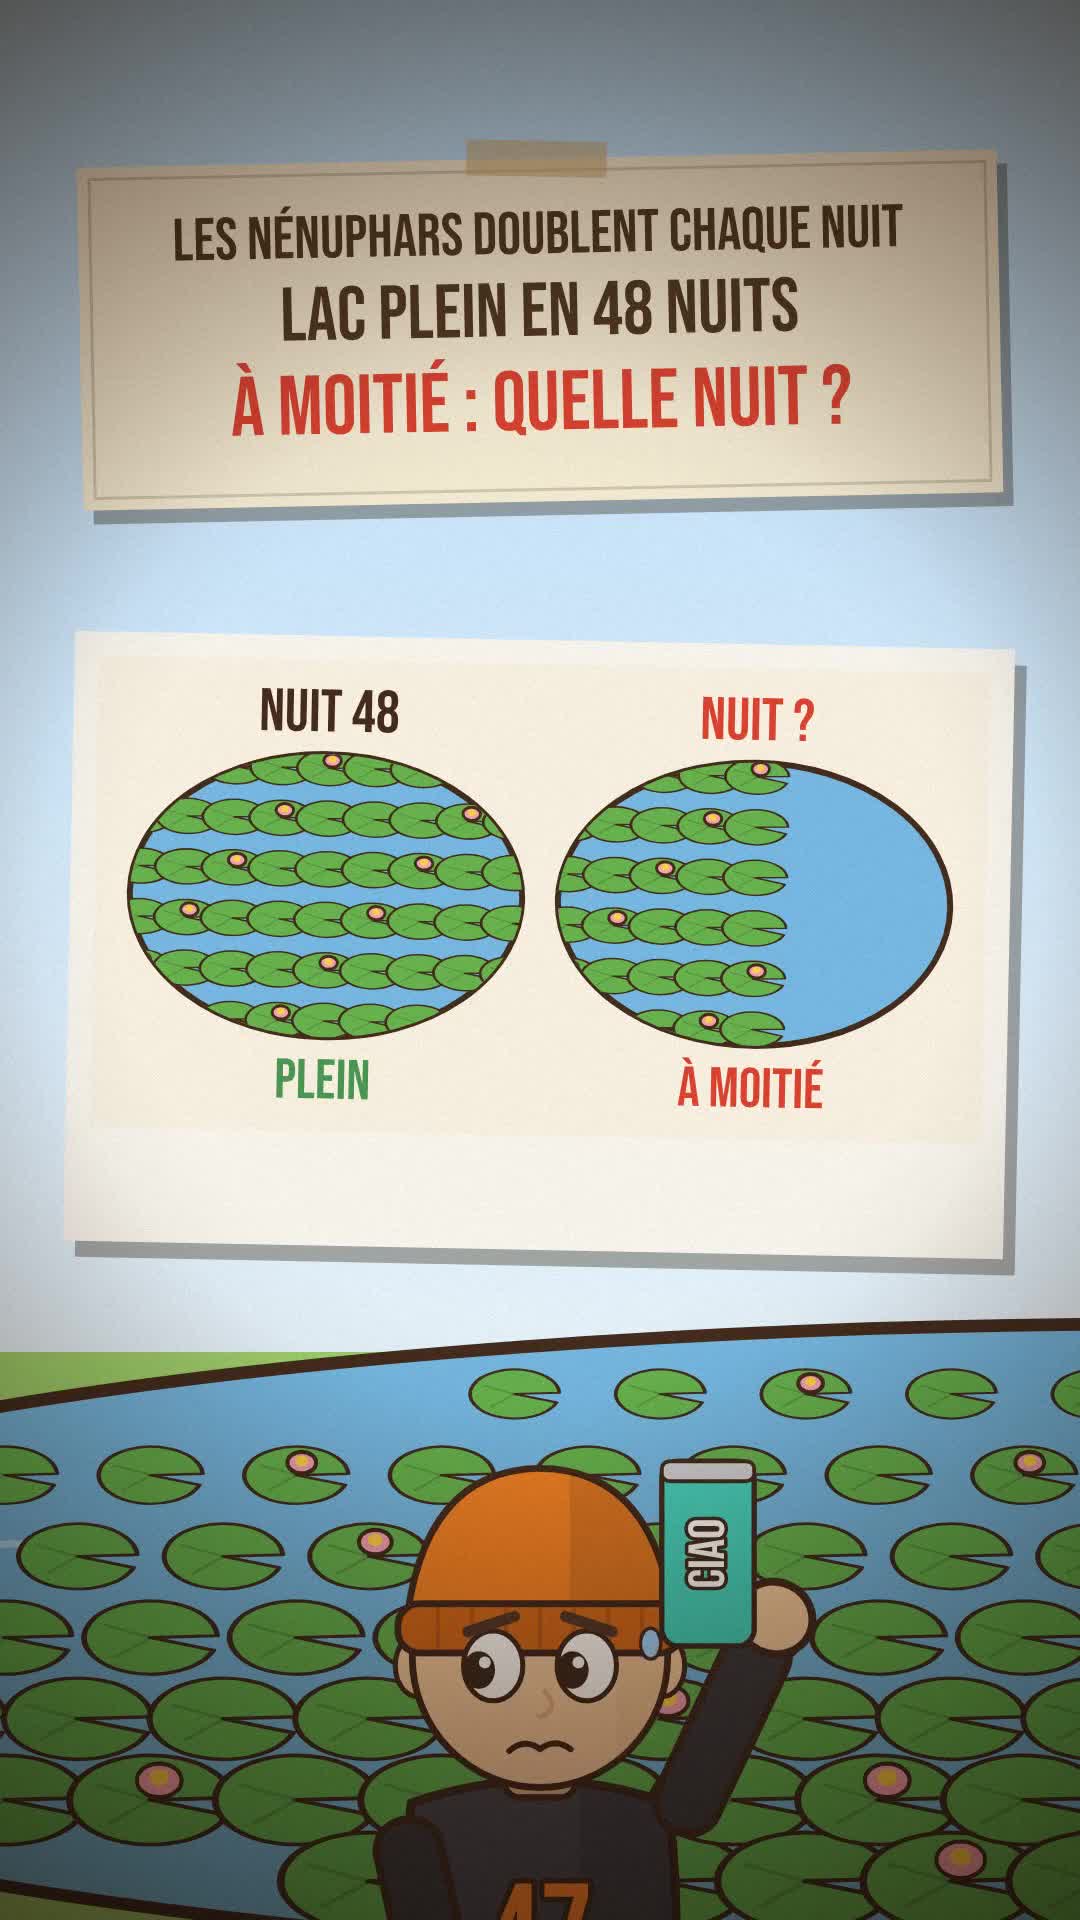 LES NÉNUPHARS DOUBLENT CHAQUE NUIT
LAC PLEIN EN 48 NUITS
À MOITIÉ : QUELLE NUIT ?
NUIT 48
NUIT ?
PLEIN
À MOITIÉ
CIAO
47